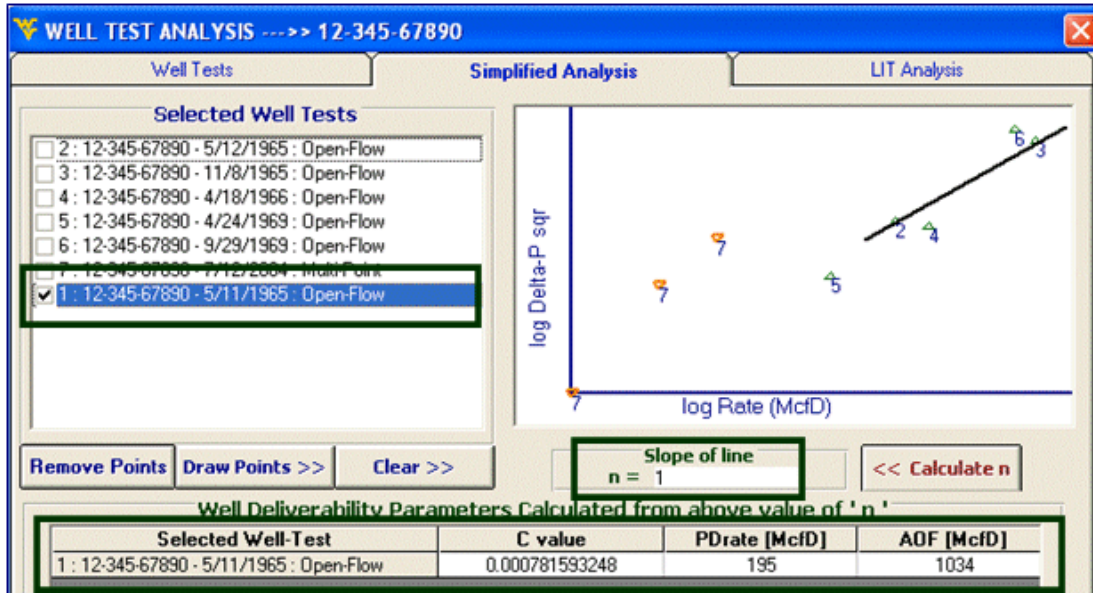 WELL TEST ANALYSIS --->> 12-345-67890
Well Tests
Simplified Analysis
LIT Analysis
Selected Well Tests
2 : 12-345-67890 - 5/12/1965 : Open-Flow
3 : 12-345-67890 - 11/8/1965 : Open-Flow
4 : 12-345-67890 - 4/18/1966 : Open-Flow
5 : 12-345-67890 - 4/24/1969 : Open-Flow
6 : 12-345-67890 - 9/29/1969 : Open-Flow
7 : 12-345-67890 - 7/12/2004 : Multi-Point
1 : 12-345-67890 - 5/11/1965 : Open-Flow
log Delta-P sqr
6
3
2
4
7
5
7
7
log Rate (McfD)
Remove Points
Draw Points >>
Clear >>
Slope of line
n = 1
<< Calculate n
Well Deliverability Parameters Calculated from above value of ' n '
Selected Well-Test C value PDrate [McfD] AOF [McfD]
1 : 12-345-67890 - 5/11/1965 : Open-Flow 0.000781593248 195 1034